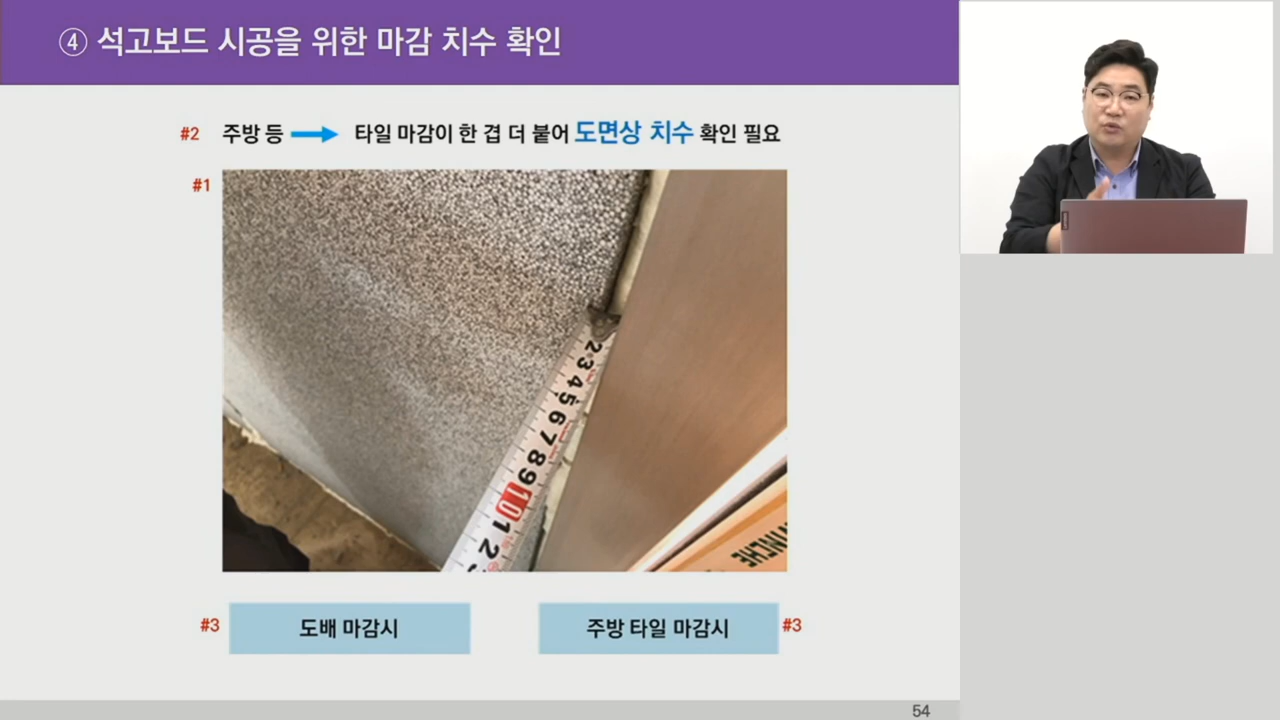 ④ 석고보드 시공을 위한 마감 치수 확인
#2 주방 등 → 타일 마감이 한 겹 더 붙어 도면상 치수 확인 필요
#1
2 3 4 5 6 7 8 9 10 1 2
#3 도배 마감시 주방 타일 마감시 #3
54